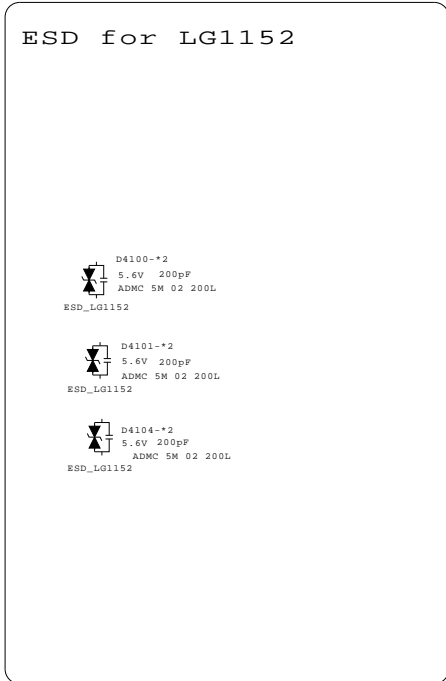 ESD for LG1152
D4100-*2
5.6V 200pF
ADMC 5M 02 200L
ESD_LG1152
D4101-*2
5.6V 200pF
ADMC 5M 02 200L
ESD_LG1152
D4104-*2
5.6V 200pF
ADMC 5M 02 200L
ESD_LG1152